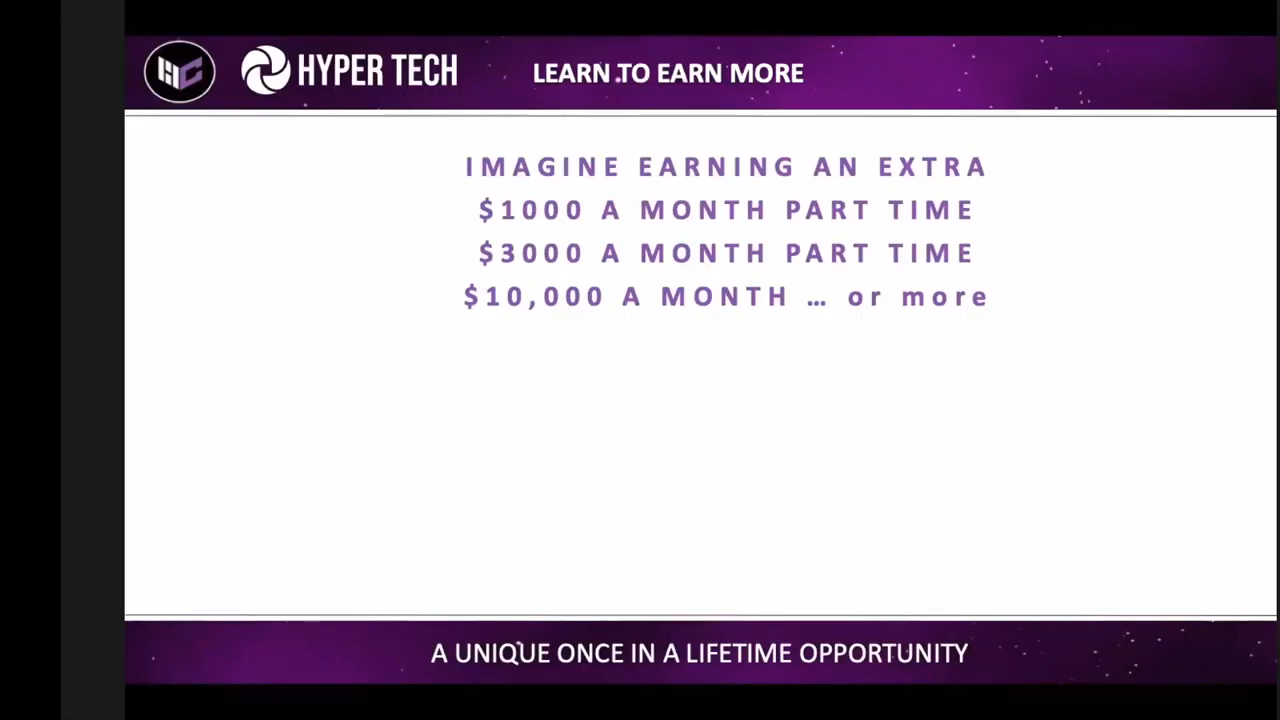 HC HYPER TECH LEARN TO EARN MORE
IMAGINE EARNING AN EXTRA
$1000 A MONTH PART TIME
$3000 A MONTH PART TIME
$10,000 A MONTH … or more
A UNIQUE ONCE IN A LIFETIME OPPORTUNITY